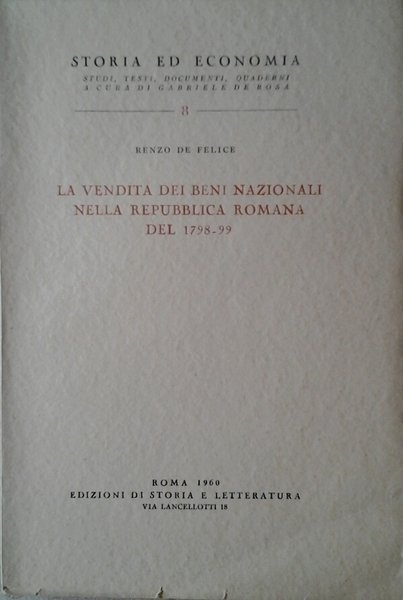 STORIA ED ECONOMIA
STUDI, TESTI, DOCUMENTI, QUADERNI
A CURA DI GABRIELE DE ROSA
8
RENZO DE FELICE
LA VENDITA DEI BENI NAZIONALI
NELLA REPUBBLICA ROMANA
DEL 1798-99
ROMA 1960
EDIZIONI DI STORIA E LETTERATURA
VIA LANCELLOTTI 18